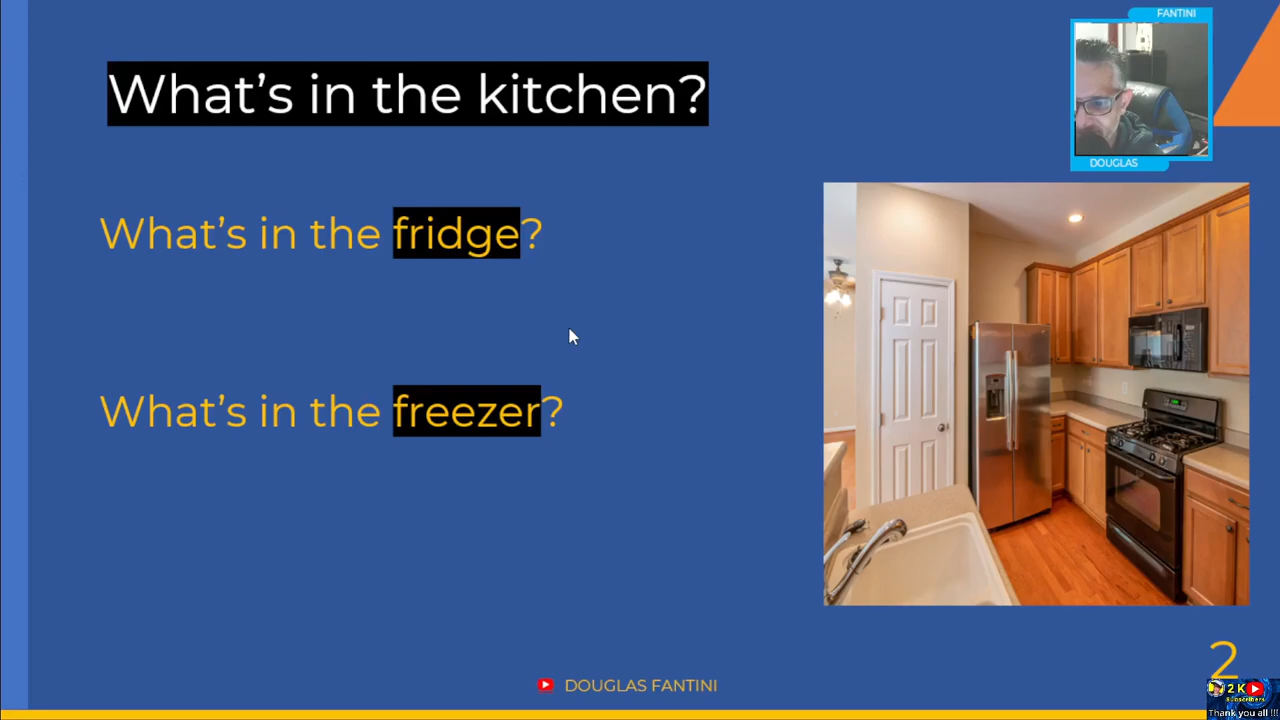 FANTINI
What's in the kitchen?
DOUGLAS
What's in the fridge?
What's in the freezer?
2
DOUGLAS FANTINI
2K
Subscribers
Thank you all !!!